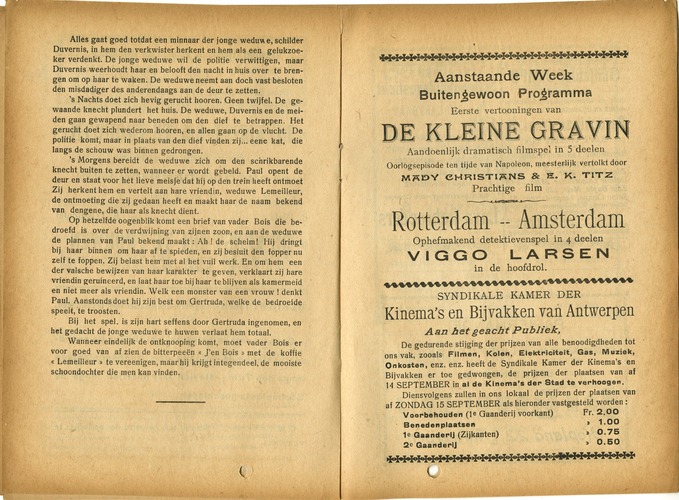 Alles gaat goed totdat een minnaar der jonge weduwe, schilder
Duvernis, in hem den verkwister herkent en hem als een gelukzoe-
ker verdenkt. De jonge weduwe wil de politie verwittigen, maar
Duvernis weerhoudt haar en belooft den nacht in huis over te bren-
gen om op haar te waken. De weduwe neemt aan doch vast besloten
den misdadiger des anderendaags aan de deur te zetten.
's Nachts doet zich hevig gerucht hooren. Geen twijfel. De ge-
waande knecht plundert het huis. De weduwe, Duvernis en de mei-
den gaan gewapend naar beneden om den dief te betrappen. Het
gerucht doet zich wederom hooren, en allen gaan op de vlucht. De
politie komt, maar in plaats van den dief vinden zij... eene kat, die
langs de schouw was binnen gedrongen.
's Morgens bereidt de weduwe zich om den schrikbarende
knecht buiten te zetten, wanneer er wordt gebeld. Paul opent de
deur en staat voor het lieve meisje dat hij op den trein heeft ontmoet
Zij herkent hem en vertelt aan hare vriendin, weduwe Lemeilleur,
de ontmoeting die zij gedaan heeft en maakt haar de naam bekend
van dengene, die haar als knecht dient.
Op hetzelfde oogenblik komt een brief van vader Bois die be-
droefd is over de verdwijning van zijnen zoon, en aan de weduwe
de plannen van Paul bekend maakt : Ah! de schelm! Hij dringt
bij haar binnen om haar af te spieden, en zij besluit den fopper nu
zelf te foppen. Zij belast hem met al het vuil werk. En om hem een
der valsche bewijzen van haar karakter te geven, verklaart zij hare
vriendin geruineerd, en laat haar toe bij haar te blijven als kamermeid
en niet meer als vriendin. Welk een monster van een vrouw ! denkt
Paul. Aanstonds doet hij zijn best om Gertruda, welke de bedroefde
speelt, te troosten.
Bij het spel. is zijn hart seffens door Gertruda ingenomen, en
het gedacht de jonge weduwe te huwen verlaat hem totaal.
Wanneer eindelijk de ontknooping komt, moet vader Bois er
voor goed van af zien de bitterpeeën « J'en Bois » met de koffie
« Lemeilleur » te vereenigen, maar hij krijgt integendeel, de mooiste
schoondochter die men kan vinden.
Aanstaande Week
Buitengewoon Programma
Eerste vertooningen van
DE KLEINE GRAVIN
Aandoenlijk dramatisch filmspel in 5 deelen
Oorlogsepisode ten tijde van Napoleon, meesterlijk vertolkt door
MADY CHRISTIANS & E. K. TITZ
Prachtige film
Rotterdam -- Amsterdam
Ophefmakend detektievenspel in 4 deelen
VIGGO LARSEN
in de hoofdrol.
SYNDIKALE KAMER DER
Kinema's en Bijvakken van Antwerpen
Aan het geacht Publiek,
De gedurende stijging der prijzen van alle benoodigheden tot
ons vak, zooals Filmen, Kolen, Elektriciteit, Gas, Muziek,
Onkosten, enz. enz. heeft de Syndikale Kamer der Kinema's en
Bijvakken er toe gedwongen, de prijzen der plaatsen van af
14 SEPTEMBER in al de Kinema's der Stad te verhoogen.
Dienvolgens zullen in ons lokaal de prijzen der plaatsen van
af ZONDAG 15 SEPTEMBER als hieronder vastgesteld worden :
Voorbehouden (1e Gaanderij voorkant) Fr. 2,00
Benedenplaatsen » 1.00
1e Gaanderij (Zijkanten) » 0.75
2e Gaanderij » 0.50